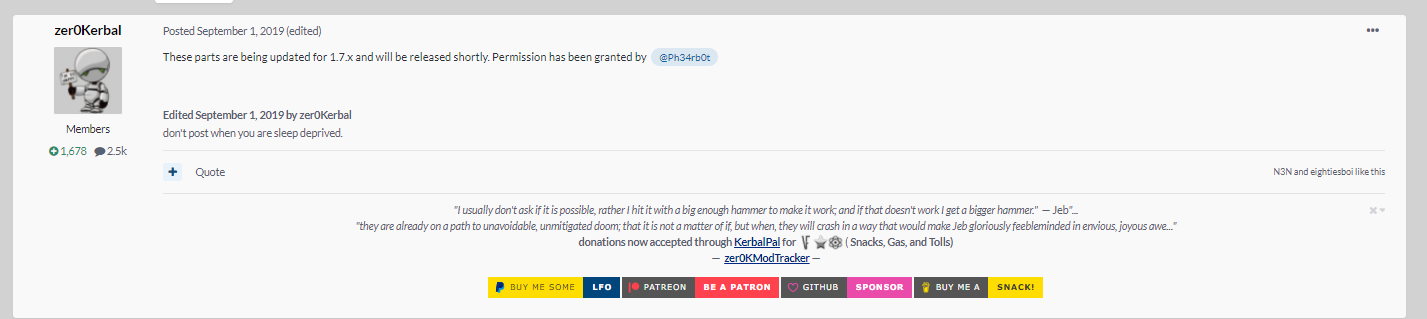 zer0Kerbal
Posted September 1, 2019 (edited)
These parts are being updated for 1.7.x and will be released shortly. Permission has been granted by @Ph34rb0t
Members
1,678 2.5k
Edited September 1, 2019 by zer0Kerbal
don't post when you are sleep deprived.
+ Quote
N3N and eightiesboi like this
"I usually don't ask if it is possible, rather I hit it with a big enough hammer to make it work; and if that doesn't work I get a bigger hammer." — Jeb"...
"they are already on a path to unavoidable, unmitigated doom; that it is not a matter of if, but when, they will crash in a way that would make Jeb gloriously feebleminded in envious, joyous awe..."
donations now accepted through KerbalPal for ( Snacks, Gas, and Tolls)
— zer0KModTracker —
BUY ME SOME LFO PATREON BE A PATRON GITHUB SPONSOR BUY ME A SNACK!